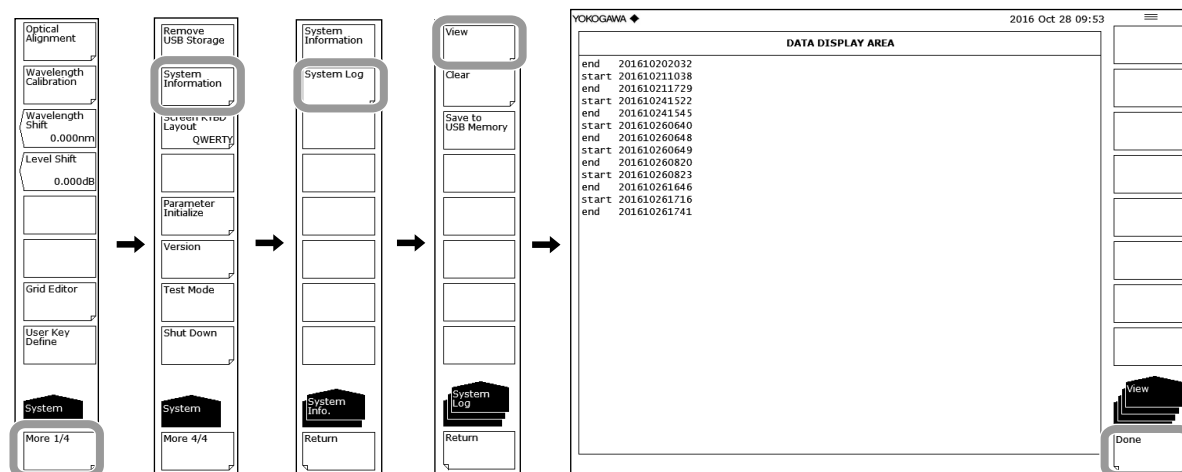 Optical
Alignment
Wavelength
Calibration
Wavelength
Shift
0.000nm
Level Shift
0.000dB
Grid Editor
User Key
Define
System
More 1/4
Remove
USB Storage
System
Information
Screen KYBD
Layout
QWERTY
Parameter
Initialize
Version
Test Mode
Shut Down
System
More 4/4
System
Information
System Log
System
Info.
Return
View
Clear
Save to
USB Memory
System
Log
Return
YOKOGAWA
2016 Oct 28 09:53
DATA DISPLAY AREA
end 201610202032
start 201610211038
end 201610211729
start 201610241522
end 201610241545
start 201610260640
end 201610260648
start 201610260649
end 201610260820
start 201610260823
end 201610261646
start 201610261716
end 201610261741
View
Done